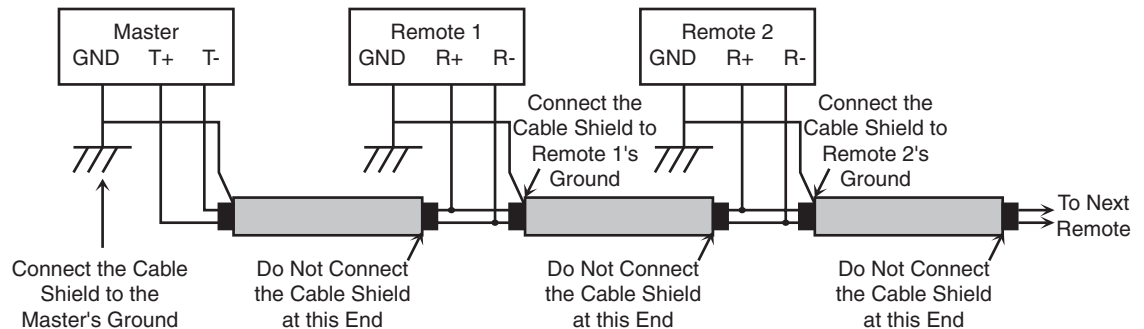 Master
GND T+ T-
Remote 1
GND R+ R-
Remote 2
GND R+ R-
Connect the
Cable Shield to
Remote 1's
Ground
Connect the
Cable Shield to
Remote 2's
Ground
To Next
Remote
Connect the Cable
Shield to the
Master's Ground
Do Not Connect
the Cable Shield
at this End
Do Not Connect
the Cable Shield
at this End
Do Not Connect
the Cable Shield
at this End